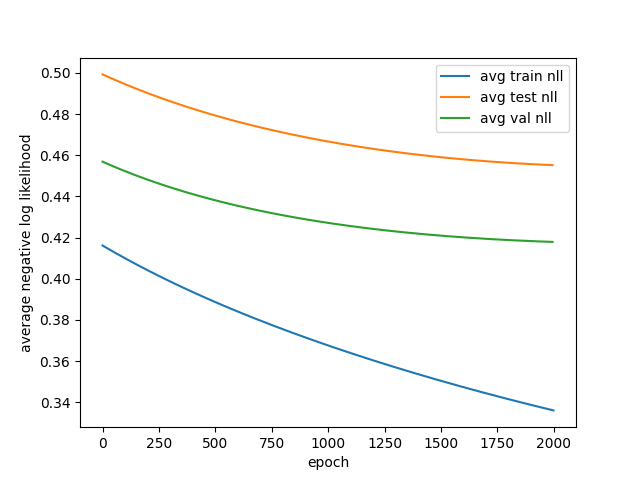 avg train nll
avg test nll
avg val nll
average negative log likelihood
0.50
0.48
0.46
0.44
0.42
0.40
0.38
0.36
0.34
0 250 500 750 1000 1250 1500 1750 2000
epoch